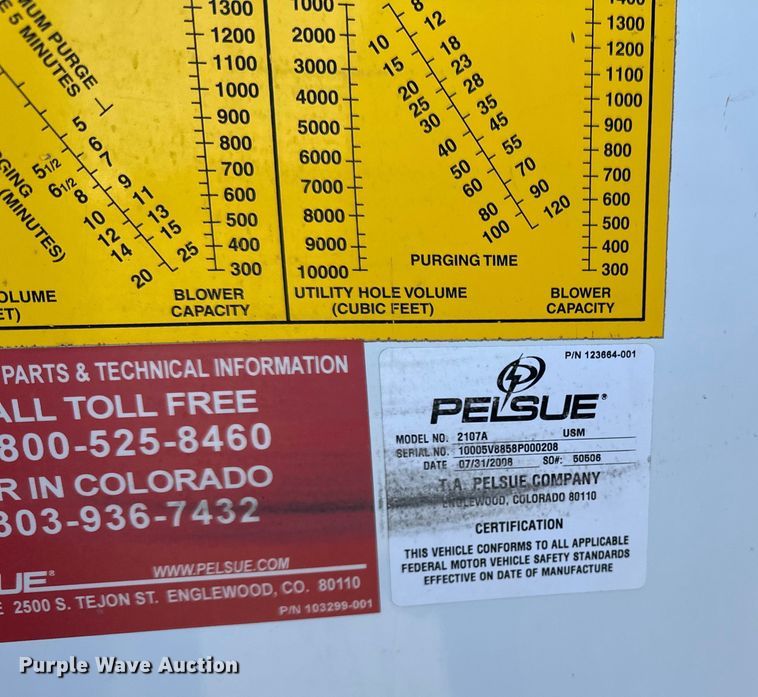 MUM PURGE
E 5 MINUTES
1300
1200
1100
1000
900
800
700
600
500
400
300
5
6
7
9
11
13
15
25
5 1/2
6 1/2
8
10
12
14
20
GING
(MINUTES)
OLUME
ET)
BLOWER
CAPACITY
1000
2000
3000
4000
5000
6000
7000
8000
9000
10000
8
12
18
23
28
35
45
55
70
90
120
10
15
20
25
30
40
50
60
80
100
PURGING TIME
UTILITY HOLE VOLUME
(CUBIC FEET)
1400
1300
1200
1100
1000
900
800
700
600
500
400
300
BLOWER
CAPACITY
PARTS & TECHNICAL INFORMATION
ALL TOLL FREE
800-525-8460
R IN COLORADO
303-936-7432
SUE®
WWW.PELSUE.COM
E 2500 S. TEJON ST. ENGLEWOOD, CO. 80110
P/N 103299-001
P/N 123664-001
PELSUE®
MODEL NO. 2107A USM
SERIAL NO. 10005V8858P000208
DATE 07/31/2008 SO#: 50506
T.A. PELSUE COMPANY
ENGLEWOOD, COLORADO 80110
CERTIFICATION
THIS VEHICLE CONFORMS TO ALL APPLICABLE
FEDERAL MOTOR VEHICLE SAFETY STANDARDS
EFFECTIVE ON DATE OF MANUFACTURE
Purple Wave Auction